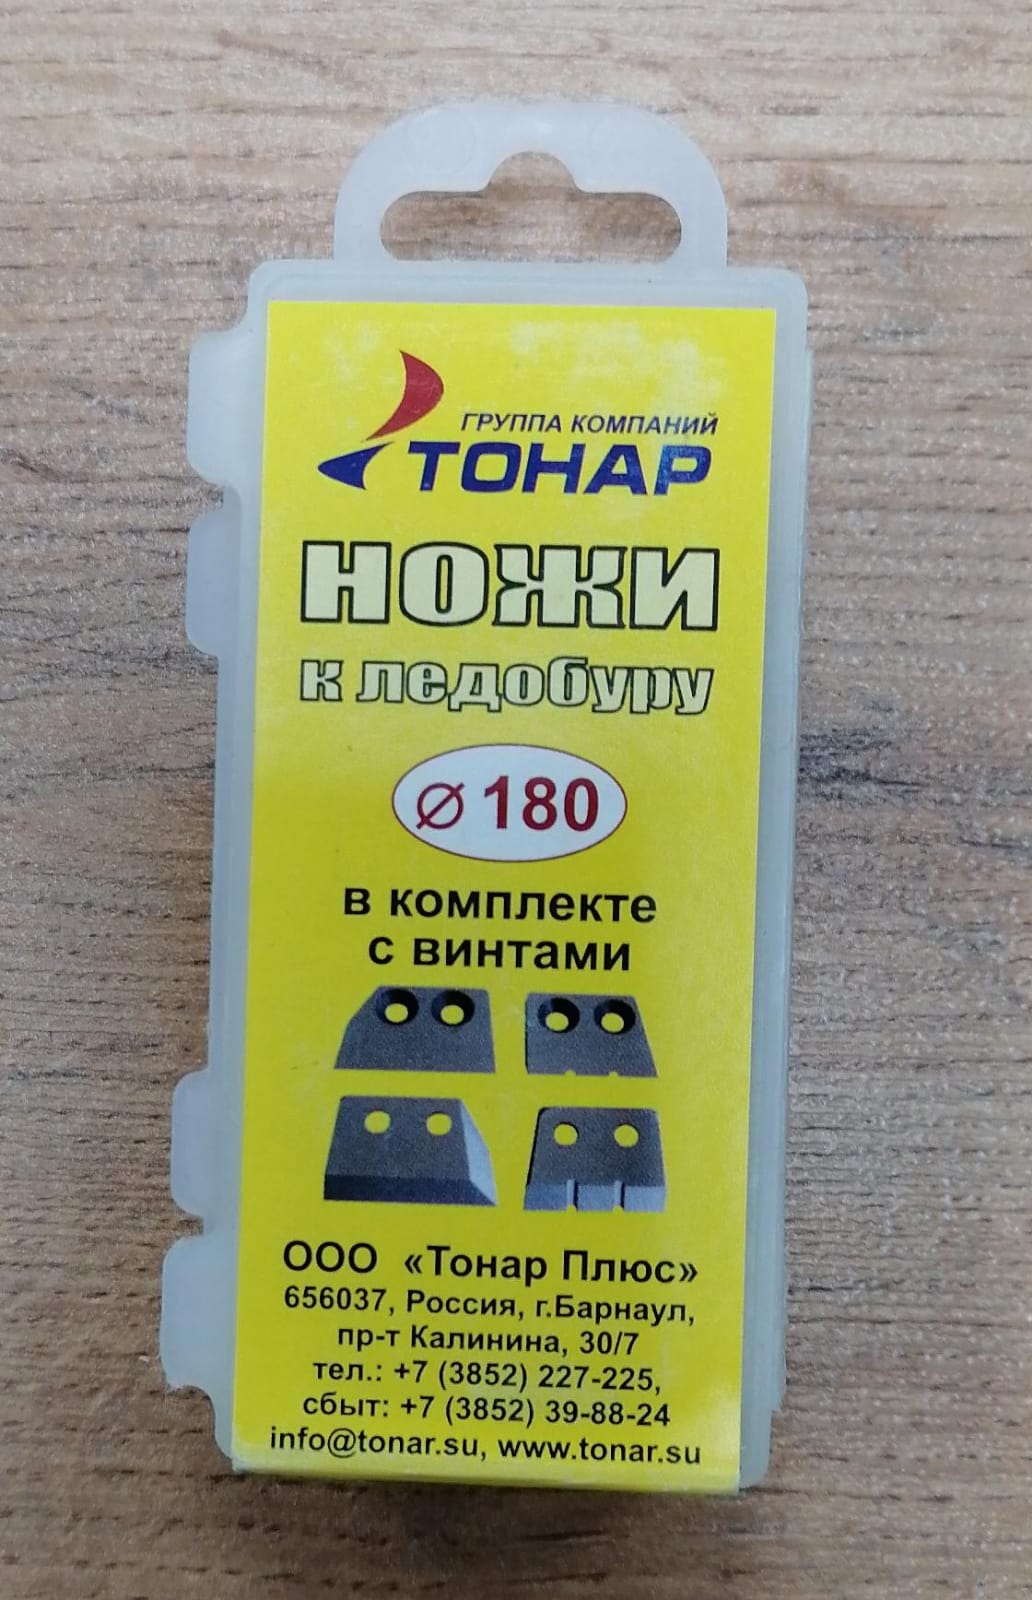 ГРУППА КОМПАНИЙ
ТОНАР
НОЖИ
к ледобуру
⌀ 180
в комплекте
с винтами
ООО «Тонар Плюс»
656037, Россия, г.Барнаул,
пр-т Калинина, 30/7
тел.: +7 (3852) 227-225,
сбыт: +7 (3852) 39-88-24
info@tonar.su, www.tonar.su